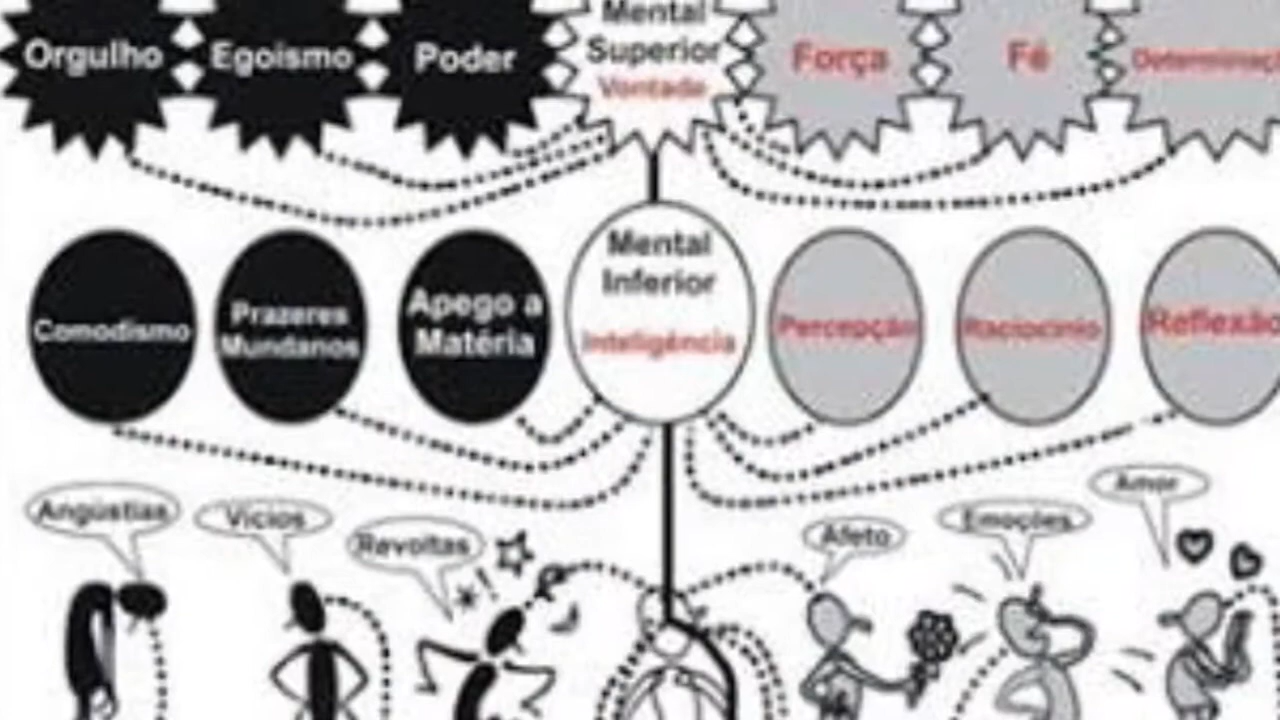 Mental
Superior
Vontade
Orgulho
Egoismo
Poder
Força
Fé
Determinaç
Mental
Inferior
Inteligência
Comodismo
Prazeres
Mundanos
Apego a
Matéria
Percepção
Raciocínio
Reflexão
Angústias
Vícios
Revoltas
Afeto
Emoções
Amor